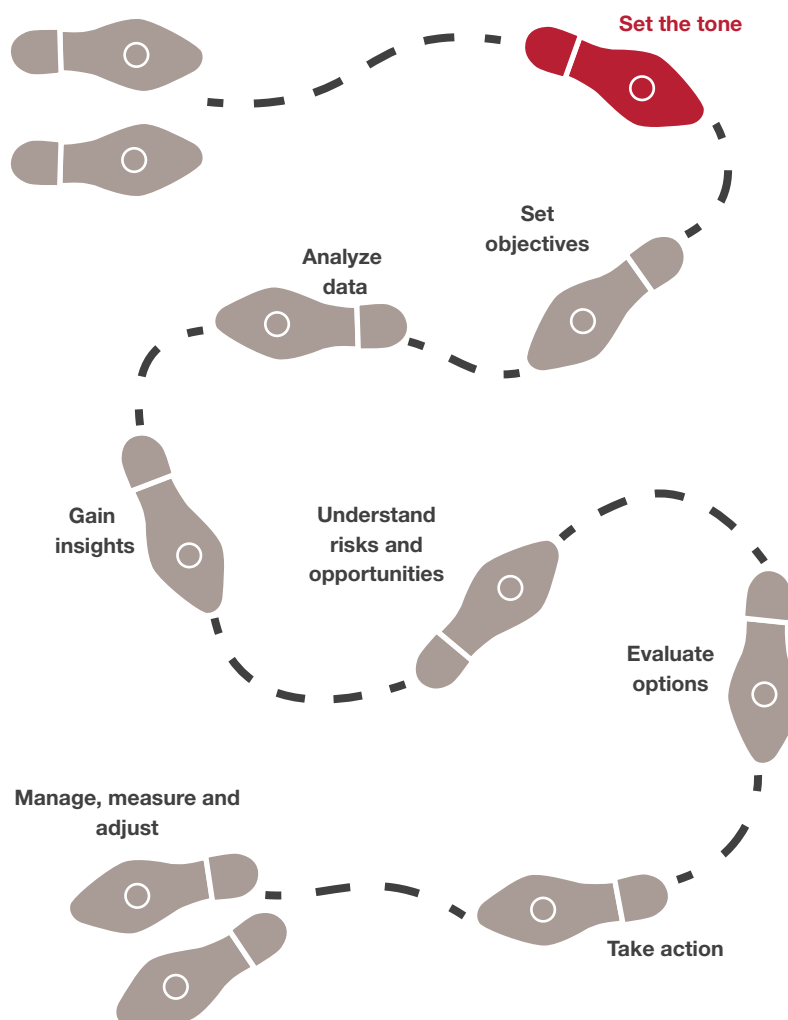 Set the tone
Set
objectives
Analyze
data
Gain
insights
Understand
risks and
opportunities
Evaluate
options
Take action
Manage, measure and
adjust